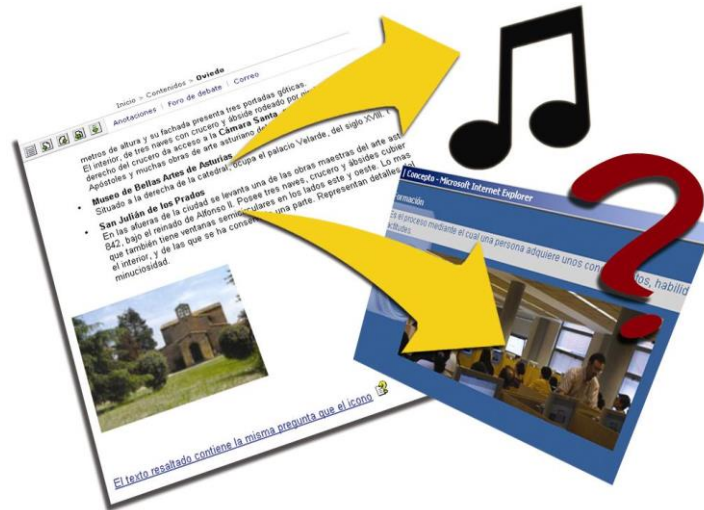 Inicio > Contenidos > Oviedo
Anotaciones | Foro de debate | Correo
metros de altura y su fachada presenta tres portadas góticas.
El interior, de tres naves con crucero y ábside rodeado por
derecho del crucero da acceso a la Cámara Santa,
Apóstoles y muchas obras de arte asturiano
• Museo de Bellas Artes de Asturias
Situado a la derecha de la catedral, ocupa el palacio Velarde, del siglo XVIII.
• San Julián de los Prados
En las afueras de la ciudad se levanta una de las obras maestras del arte
842, bajo el reinado de Alfonso II. Posee tres naves, crucero y ábsides
que también tiene ventanas en los lados este y oeste. Lo mas
el interior, y de las que se ha una parte. Representan detalles
minuciosidad.
El texto resaltado contiene la misma pregunta que el icono
Concepto - Microsoft Internet Explorer
formación
Es el proceso mediante el cual una persona adquiere unos
actitudes.